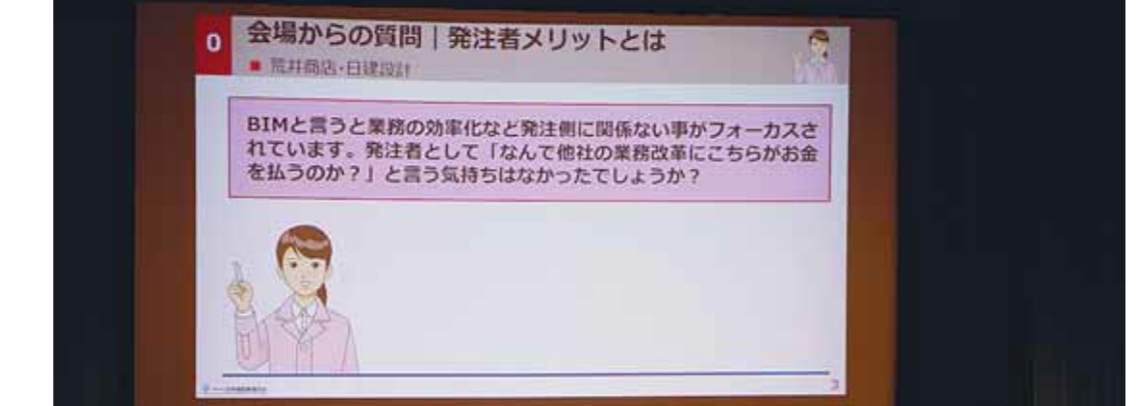 0
会場からの質問｜発注者メリットとは
■ 荒井商店・日建設計
BIMと言うと業務の効率化など発注側に関係ない事がフォーカスさ
れています。発注者として「なんで他社の業務改革にこちらがお金
を払うのか？」と言う気持ちはなかったでしょうか？
3